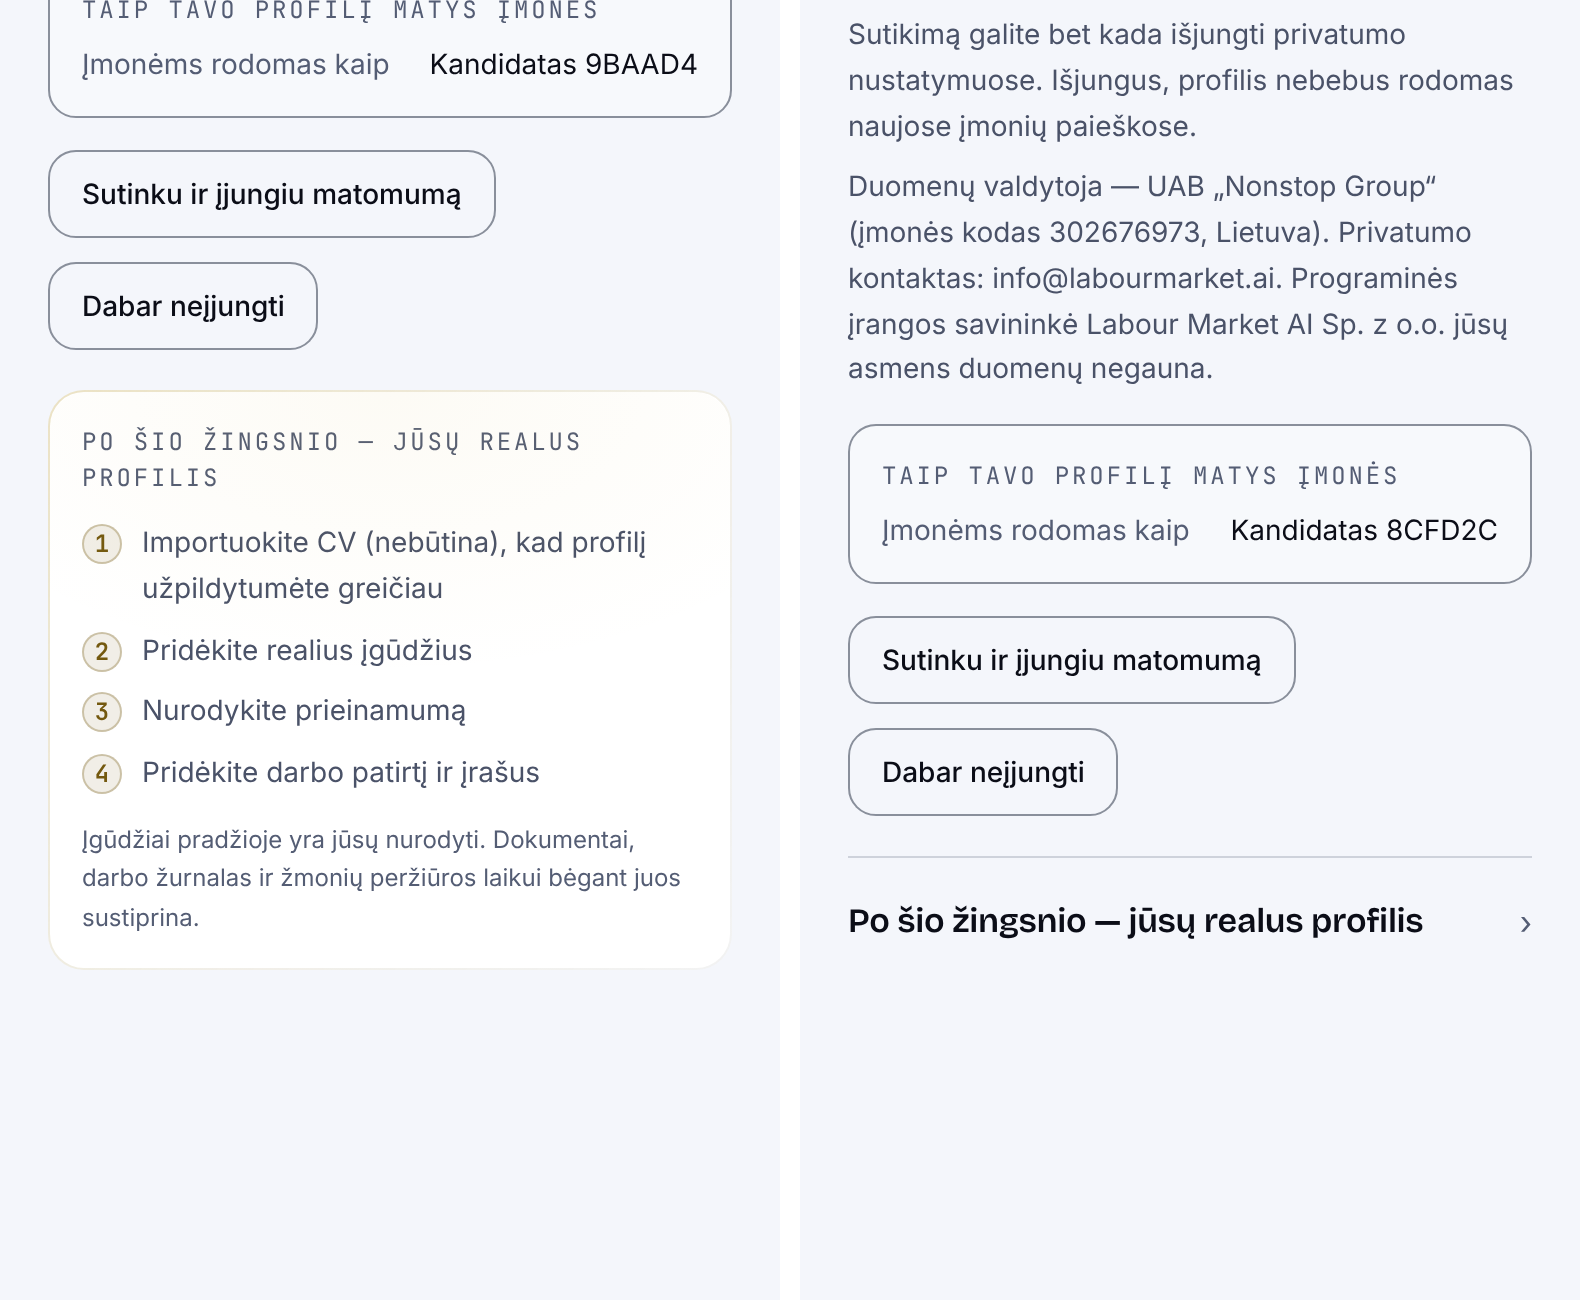 TAIP TAVO PROFILĮ MATYS ĮMONĖS
Įmonėms rodomas kaip Kandidatas 9BAAD4
Sutinku ir įjungiu matomumą
Dabar neįjungti
PO ŠIO ŽINGSNIO — JŪSŲ REALUS
PROFILIS
1 Importuokite CV (nebūtina), kad profilį
užpildytumėte greičiau
2 Pridėkite realius įgūdžius
3 Nurodykite prieinamumą
4 Pridėkite darbo patirtį ir įrašus
Įgūdžiai pradžioje yra jūsų nurodyti. Dokumentai,
darbo žurnalas ir žmonių peržiūros laikui bėgant juos
sustiprina.
Sutikimą galite bet kada išjungti privatumo
nustatymuose. Išjungus, profilis nebebus rodomas
naujose įmonių paieškose.
Duomenų valdytoja — UAB „Nonstop Group“
(įmonės kodas 302676973, Lietuva). Privatumo
kontaktas: info@labourmarket.ai. Programinės
įrangos savininkė Labour Market AI Sp. z o.o. jūsų
asmens duomenų negauna.
TAIP TAVO PROFILĮ MATYS ĮMONĖS
Įmonėms rodomas kaip Kandidatas 8CFD2C
Sutinku ir įjungiu matomumą
Dabar neįjungti
Po šio žingsnio — jūsų realus profilis ›